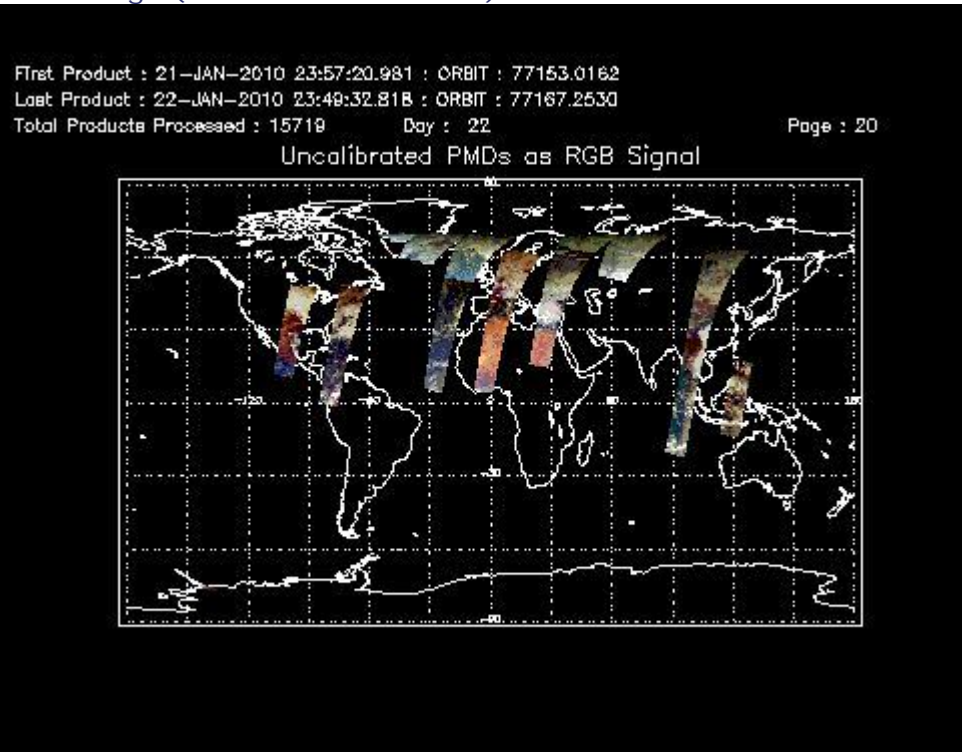 First Product : 21-JAN-2010 23:57:20.981 : ORBIT : 77153.0162
Last Product : 22-JAN-2010 23:49:32.818 : ORBIT : 77167.2530
Total Products Processed : 15719 Day : 22 Page : 20
Uncalibrated PMDs as RGB Signal
-120